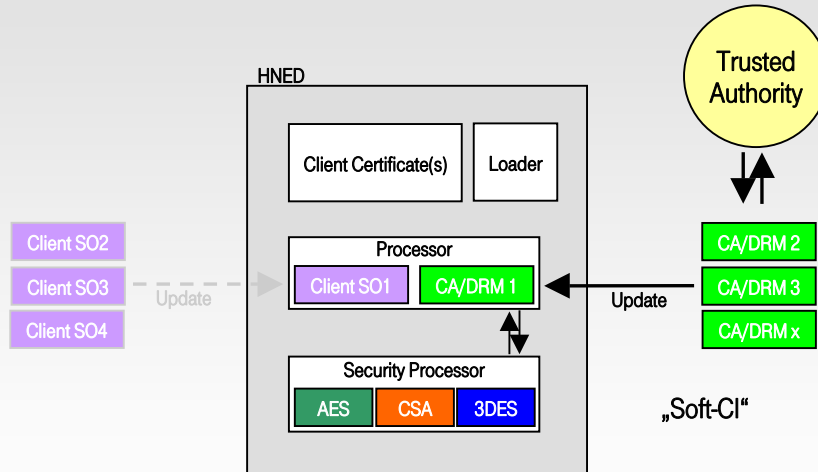 Trusted
Authority
HNED
Client Certificate(s)
Loader
Client SO2
Client SO3
Client SO4
Update
Processor
Client SO1
CA/DRM 1
Update
CA/DRM 2
CA/DRM 3
CA/DRM x
Security Processor
AES
CSA
3DES
„Soft-CI“